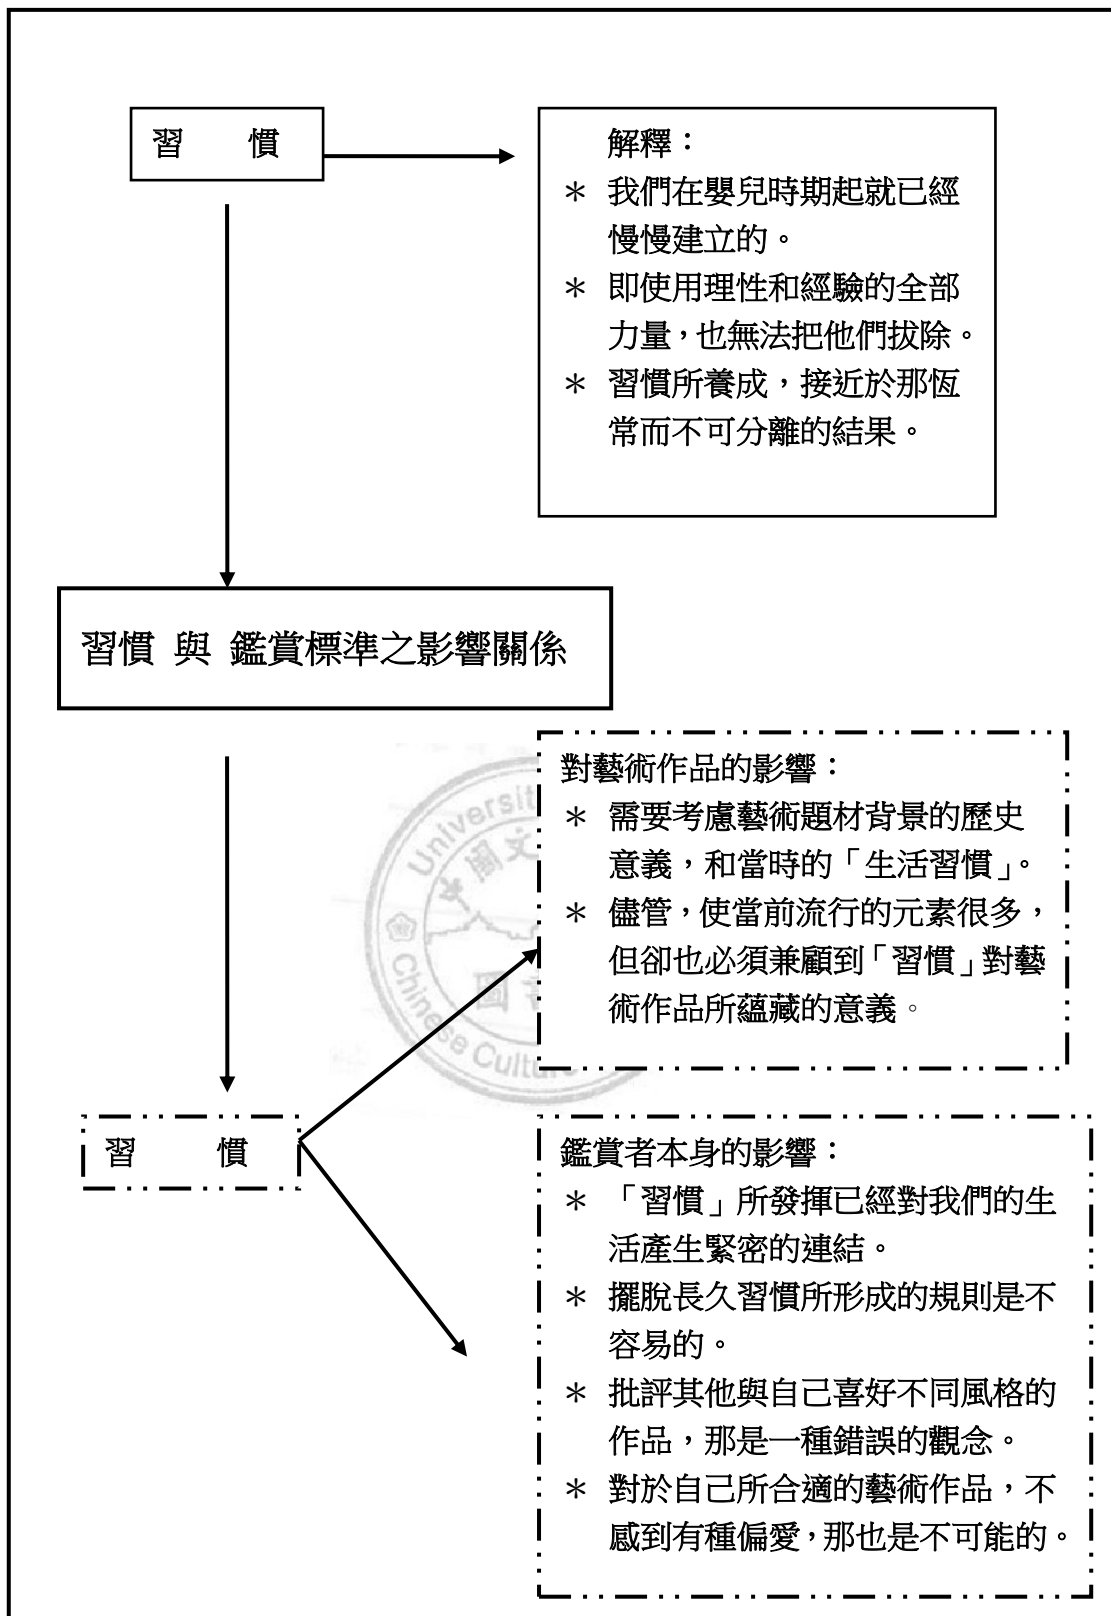 習　　慣
解釋：
＊ 我們在嬰兒時期起就已經
慢慢建立的。
＊ 即使用理性和經驗的全部
力量，也無法把他們拔除。
＊ 習慣所養成，接近於那恆
常而不可分離的結果。
習慣 與 鑑賞標準之影響關係
對藝術作品的影響：
＊ 需要考慮藝術題材背景的歷史
意義，和當時的「生活習慣」。
＊ 儘管，使當前流行的元素很多，
但卻也必須兼顧到「習慣」對藝
術作品所蘊藏的意義。
習　　慣
鑑賞者本身的影響：
＊ 「習慣」所發揮已經對我們的生
活產生緊密的連結。
＊ 擺脫長久習慣所形成的規則是不
容易的。
＊ 批評其他與自己喜好不同風格的
作品，那是一種錯誤的觀念。
＊ 對於自己所合適的藝術作品，不
感到有種偏愛，那也是不可能的。
Chinese Culture